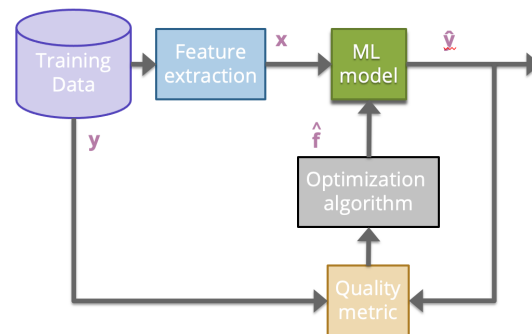 Training
Data
Feature
extraction
x
ML
model
ŷ
y
f̂
Optimization
algorithm
Quality
metric